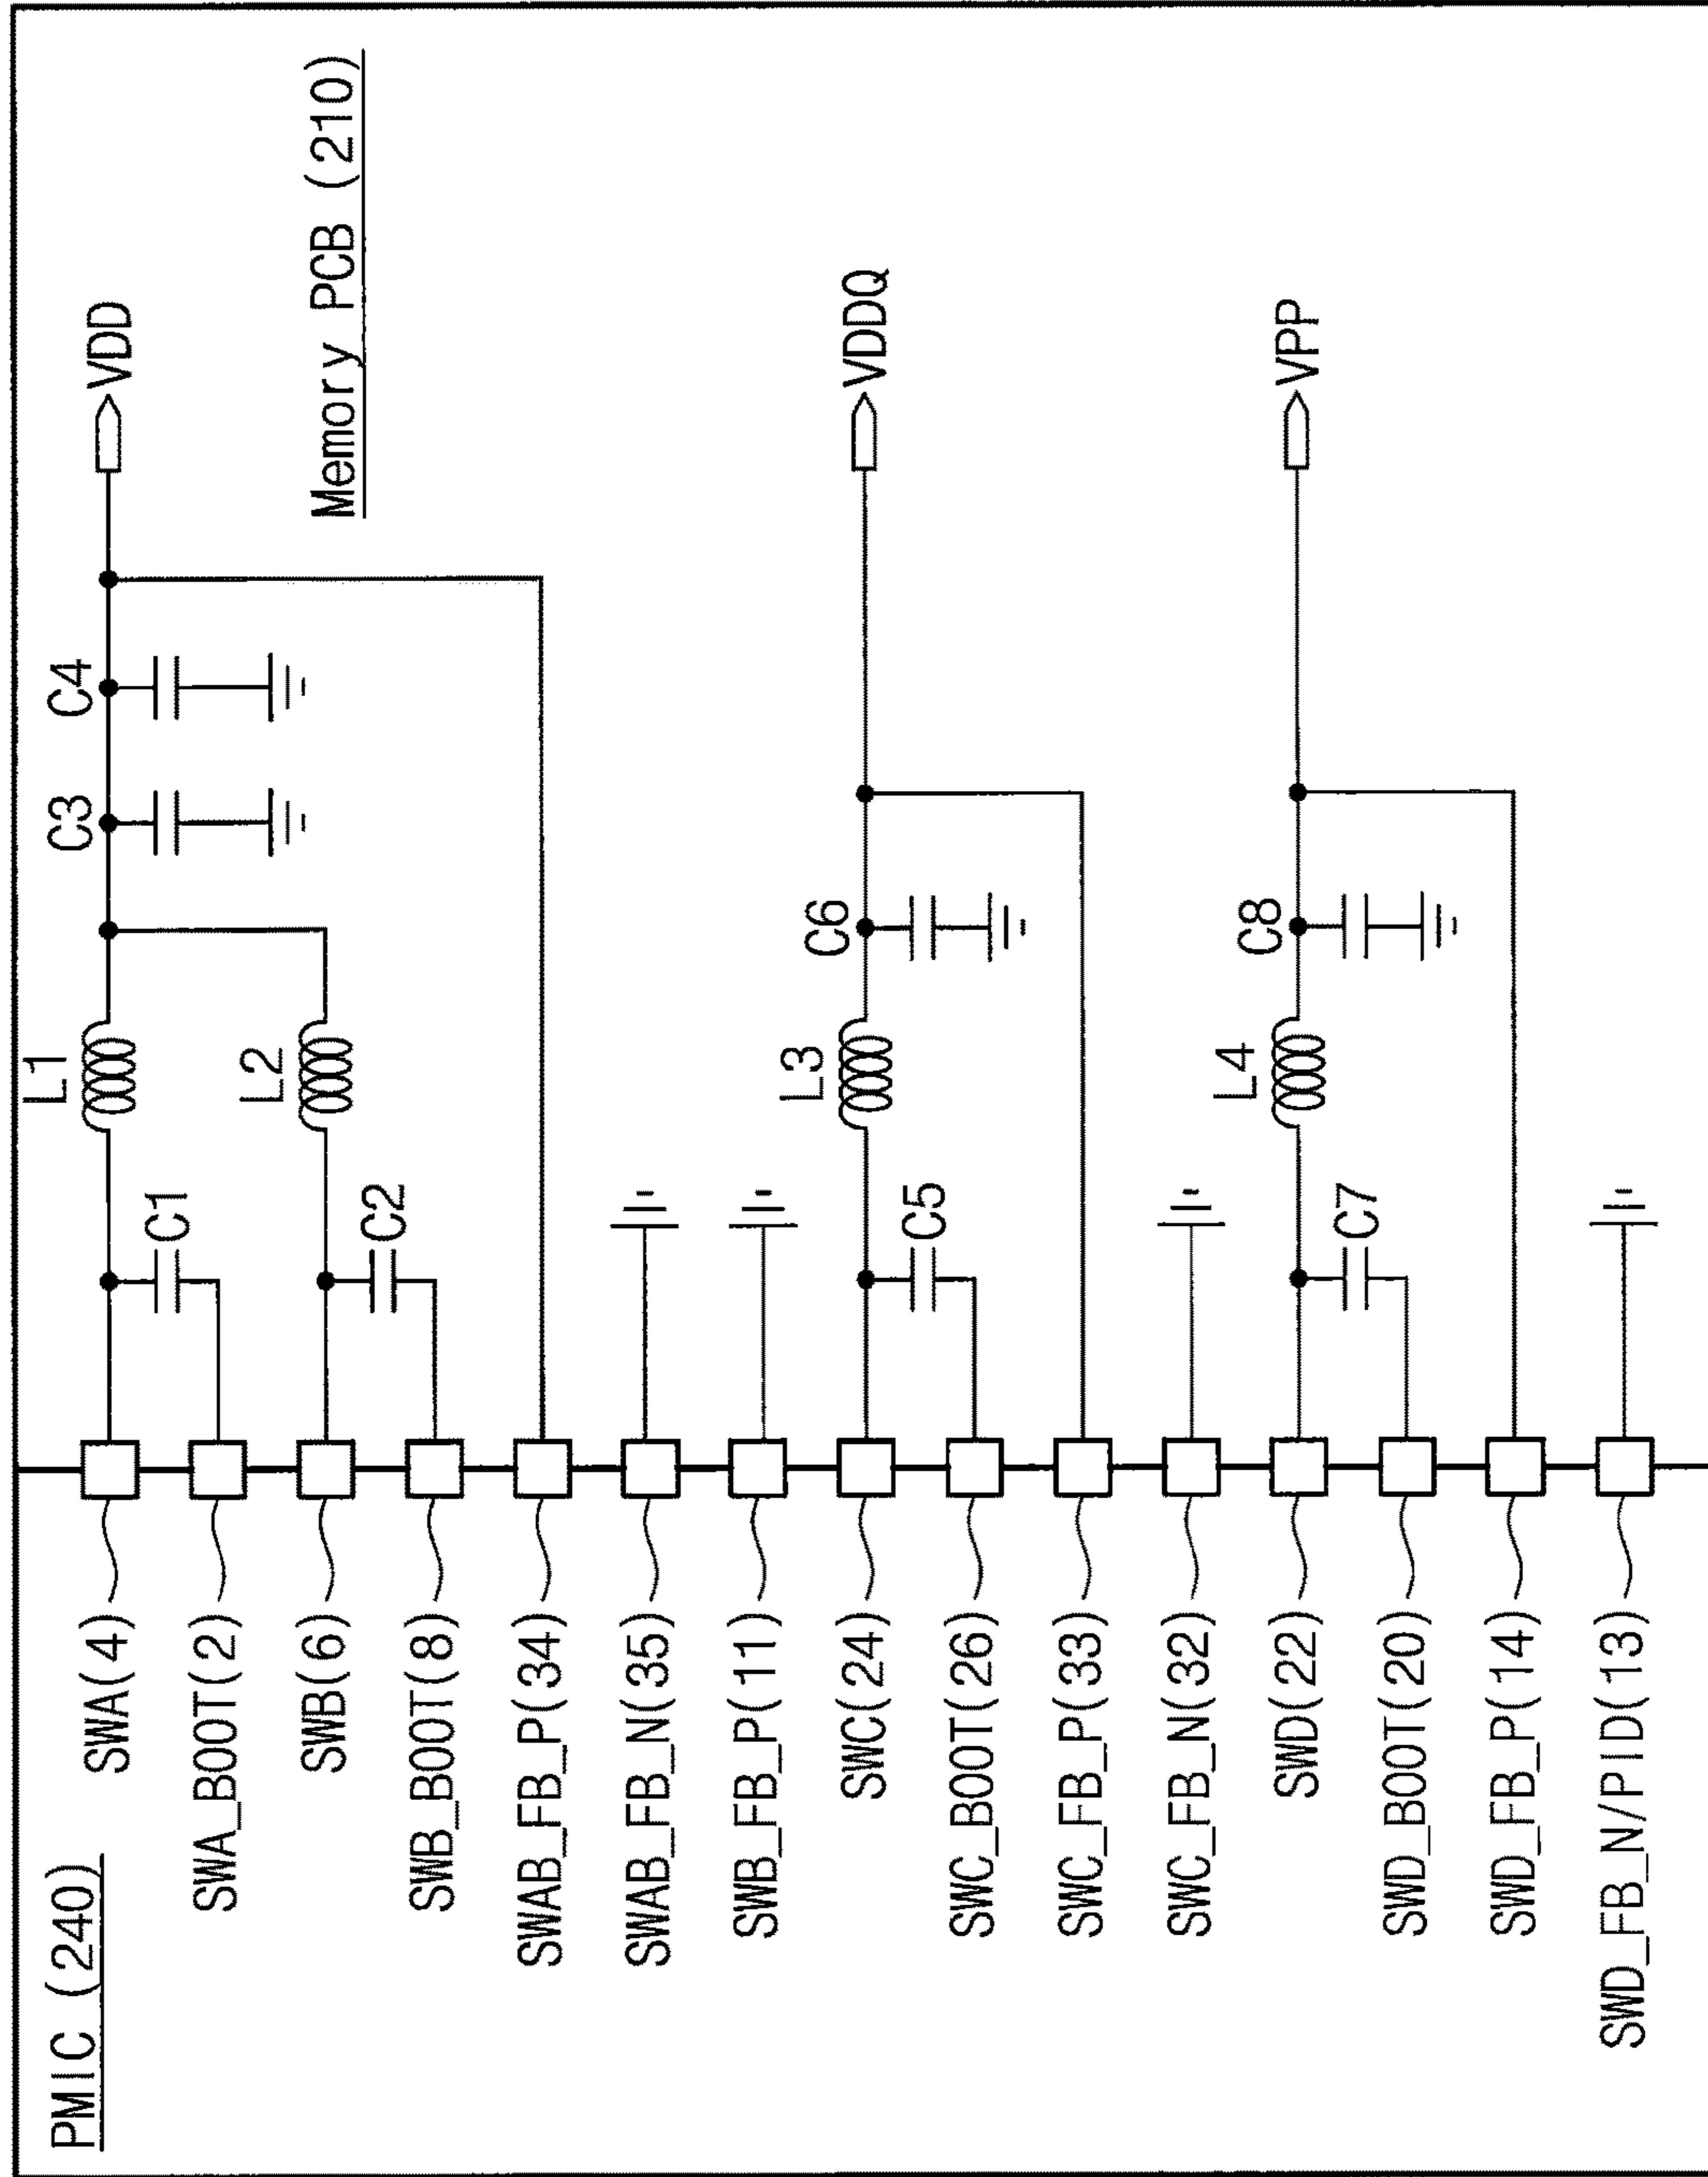 PMIC (240)
Memory PCB (210)
SWA(4)
SWA_BOOT(2)
SWB(6)
SWB_BOOT(8)
SWAB_FB_P(34)
SWAB_FB_N(35)
SWB_FB_P(11)
SWC(24)
SWC_BOOT(26)
SWC_FB_P(33)
SWC_FB_N(32)
SWD(22)
SWD_BOOT(20)
SWD_FB_P(14)
SWD_FB_N/PID(13)
L1
C1
L2
C2
C3
C4
VDD
L3
C5
C6
VDDQ
L4
C7
C8
VPP